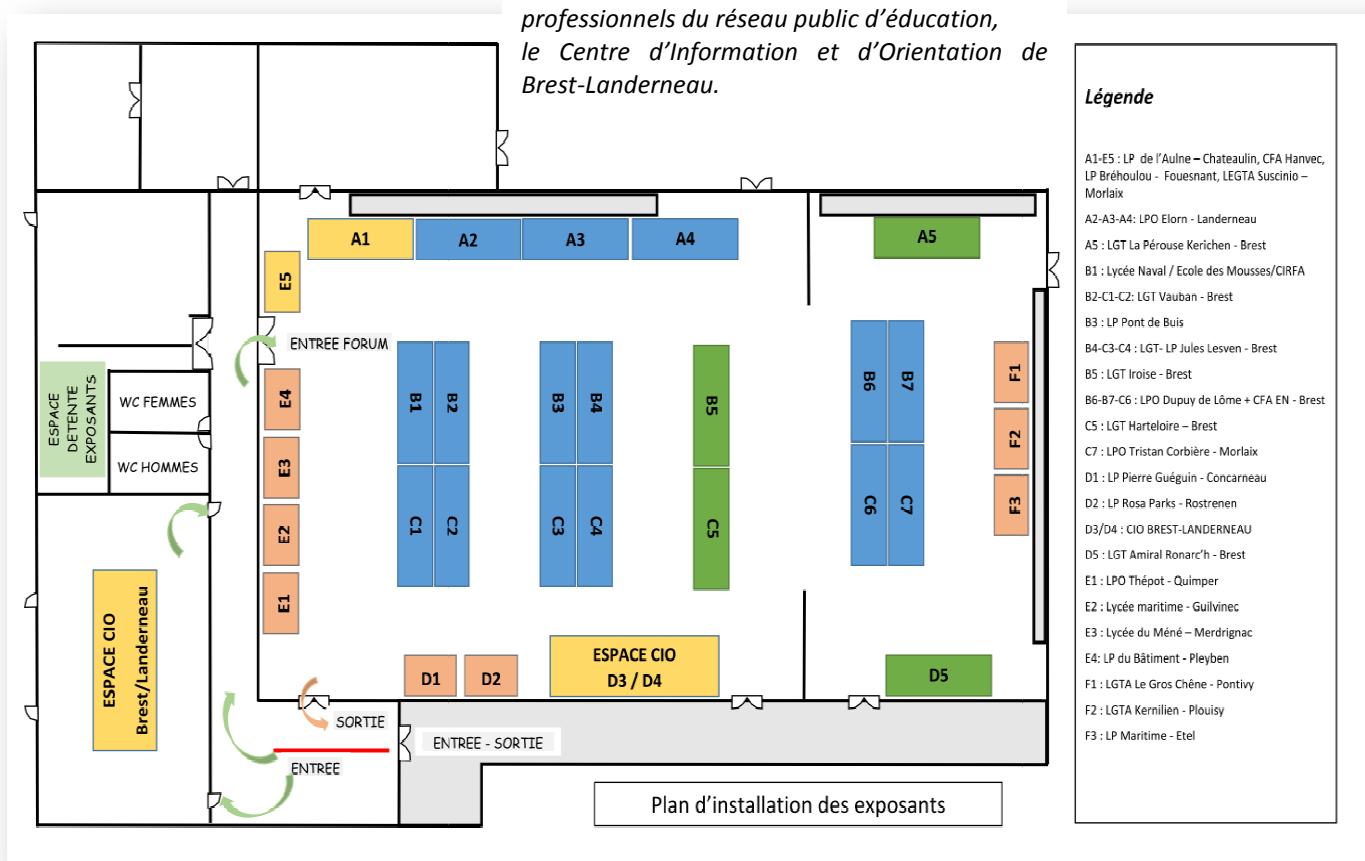 professionnels du réseau public d’éducation,
le Centre d’Information et d’Orientation de
Brest-Landerneau.
A1
A2
A3
A4
A5
E5
ENTREE FORUM
B1
B2
B3
B4
B5
B6
B7
F1
E4
ESPACE
DETENTE
EXPOSANTS
WC FEMMES
WC HOMMES
F2
E3
F3
C1
C2
C3
C4
C5
C6
C7
E2
E1
ESPACE CIO
Brest/Landerneau
D1
D2
ESPACE CIO
D3 / D4
D5
SORTIE
ENTREE - SORTIE
ENTREE
Plan d’installation des exposants
Légende
A1-E5 : LP de l’Aulne – Chateaulin, CFA Hanvec,
LP Bréhoulou - Fouesnant, LEGTA Suscinio –
Morlaix
A2-A3-A4: LPO Elorn - Landerneau
A5 : LGT La Pérouse Kerichen - Brest
B1 : Lycée Naval / Ecole des Mousses/CIRFA
B2-C1-C2: LGT Vauban - Brest
B3 : LP Pont de Buis
B4-C3-C4 : LGT- LP Jules Lesven - Brest
B5 : LGT Iroise - Brest
B6-B7-C6 : LPO Dupuy de Lôme + CFA EN - Brest
C5 : LGT Harteloire – Brest
C7 : LPO Tristan Corbière - Morlaix
D1 : LP Pierre Guéguin - Concarneau
D2 : LP Rosa Parks - Rostrenen
D3/D4 : CIO BREST-LANDERNEAU
D5 : LGT Amiral Ronarc’h - Brest
E1 : LPO Thépot - Quimper
E2 : Lycée maritime - Guilvinec
E3 : Lycée du Méné – Merdrignac
E4: LP du Bâtiment - Pleyben
F1 : LGTA Le Gros Chêne - Pontivy
F2 : LGTA Kernilien - Plouisy
F3 : LP Maritime - Etel